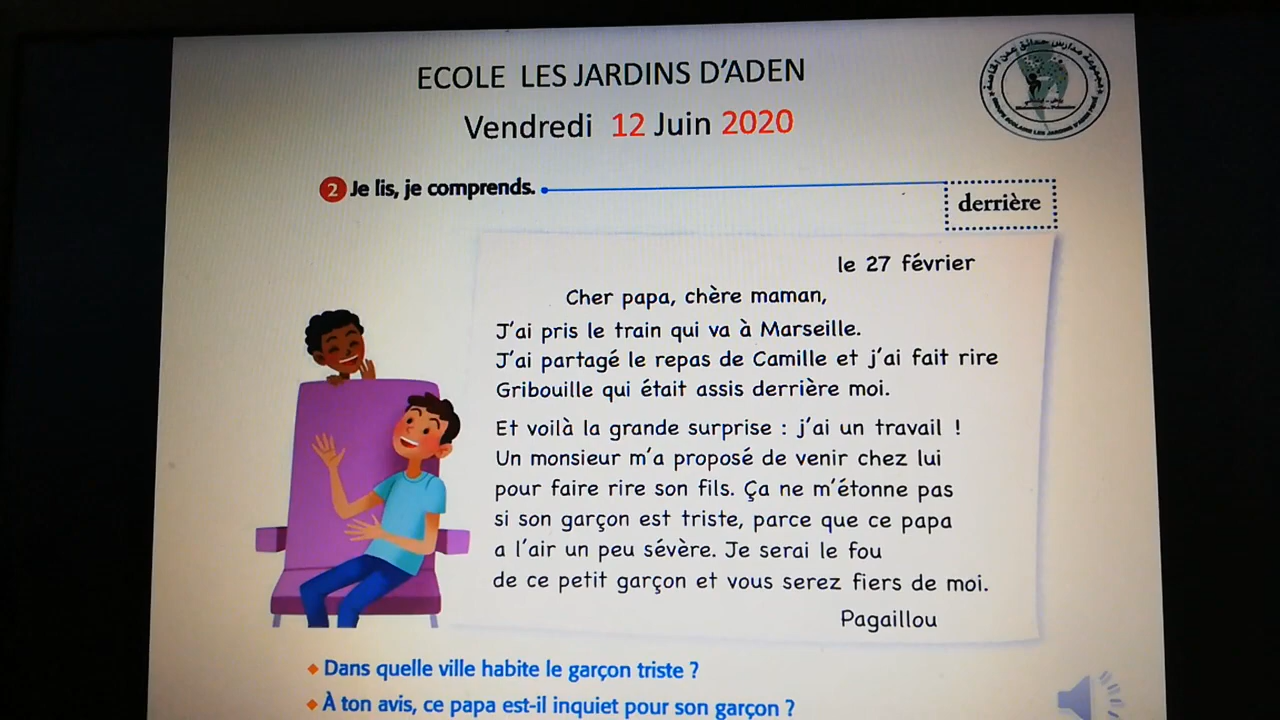 ECOLE LES JARDINS D'ADEN
Vendredi 12 Juin 2020
2 Je lis, je comprends.
derrière
le 27 février
Cher papa, chère maman,
J'ai pris le train qui va à Marseille.
J'ai partagé le repas de Camille et j'ai fait rire
Gribouille qui était assis derrière moi.
Et voilà la grande surprise : j'ai un travail !
Un monsieur m'a proposé de venir chez lui
pour faire rire son fils. Ça ne m'étonne pas
si son garçon est triste, parce que ce papa
a l'air un peu sévère. Je serai le fou
de ce petit garçon et vous serez fiers de moi.
Pagaillou
Dans quelle ville habite le garçon triste ?
À ton avis, ce papa est-il inquiet pour son garçon ?